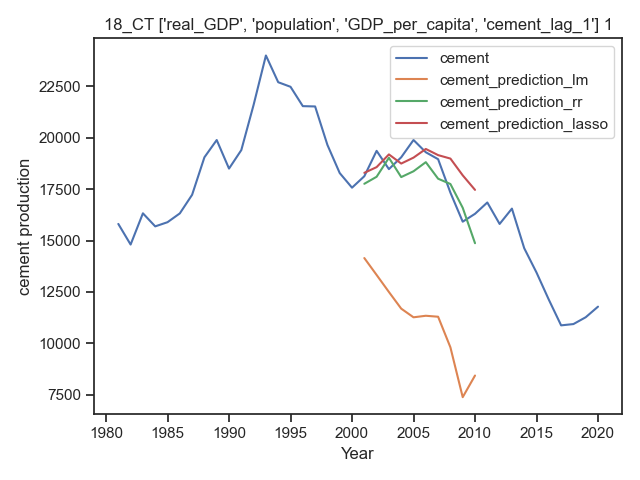 18_CT ['real_GDP', 'population', 'GDP_per_capita', 'cement_lag_1'] 1
cement
cement_prediction_lm
cement_prediction_rr
cement_prediction_lasso
cement production
22500
20000
17500
15000
12500
10000
7500
1980 1985 1990 1995 2000 2005 2010 2015 2020
Year